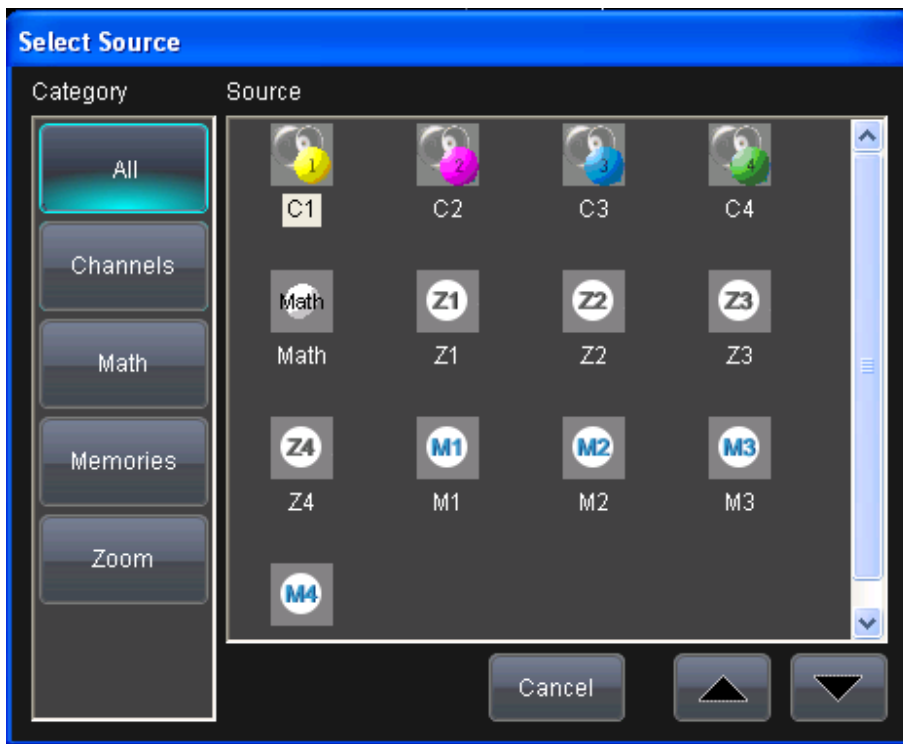 Select Source
Category
Source
All
Channels
Math
Memories
Zoom
1 2 3 4
C1 C2 C3 C4
Math Z1 Z2 Z3
Math Z1 Z2 Z3
Z4 M1 M2 M3
Z4 M1 M2 M3
M4
Cancel